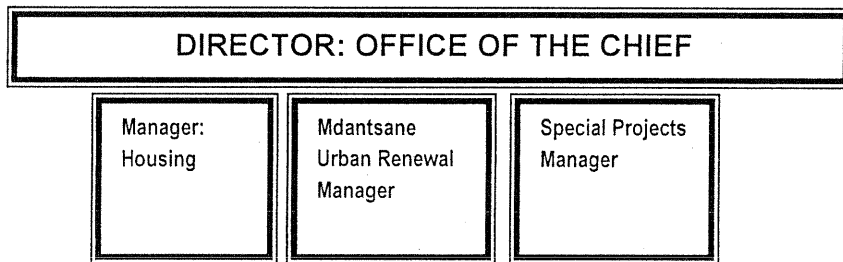 DIRECTOR: OFFICE OF THE CHIEF
Manager:
Housing
Mdantsane
Urban Renewal
Manager
Special Projects
Manager